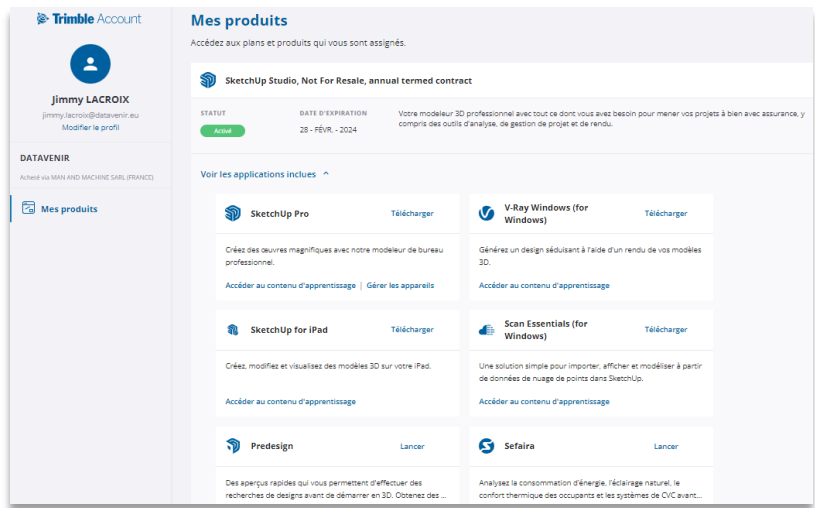 Trimble Account
Jimmy LACROIX
jimmy.lacroix@datavenir.eu
Modifier le profil
DATAVENIR
Acheté via MAN AND MACHINE SARL (FRANCE)
Mes produits
Mes produits
Accédez aux plans et produits qui vous sont assignés.
SketchUp Studio, Not For Resale, annual termed contract
STATUT
Activé
DATE D'EXPIRATION
28 - FÉVR. - 2024
Votre modeleur 3D professionnel avec tout ce dont vous avez besoin pour mener vos projets à bien avec assurance, y
compris des outils d'analyse, de gestion de projet et de rendu.
Voir les applications inclues
SketchUp Pro
Télécharger
Créez des œuvres magnifiques avec notre modeleur de bureau
professionnel.
Accéder au contenu d'apprentissage | Gérer les appareils
V-Ray Windows (for
Windows)
Télécharger
Générez un design séduisant à l'aide d'un rendu de vos modèles
3D.
Accéder au contenu d'apprentissage
SketchUp for iPad
Télécharger
Créez, modifiez et visualisez des modèles 3D sur votre iPad.
Accéder au contenu d'apprentissage
Scan Essentials (for
Windows)
Télécharger
Une solution simple pour importer, afficher et modéliser à partir
de données de nuage de points dans SketchUp.
Accéder au contenu d'apprentissage
Predesign
Lancer
Des aperçus rapides qui vous permettent d'effectuer des
recherches de designs avant de démarrer en 3D. Obtenez des ...
Sefaira
Lancer
Analysez la consommation d'énergie, l'éclairage naturel, le
confort thermique des occupants et les systèmes de CVC avant...